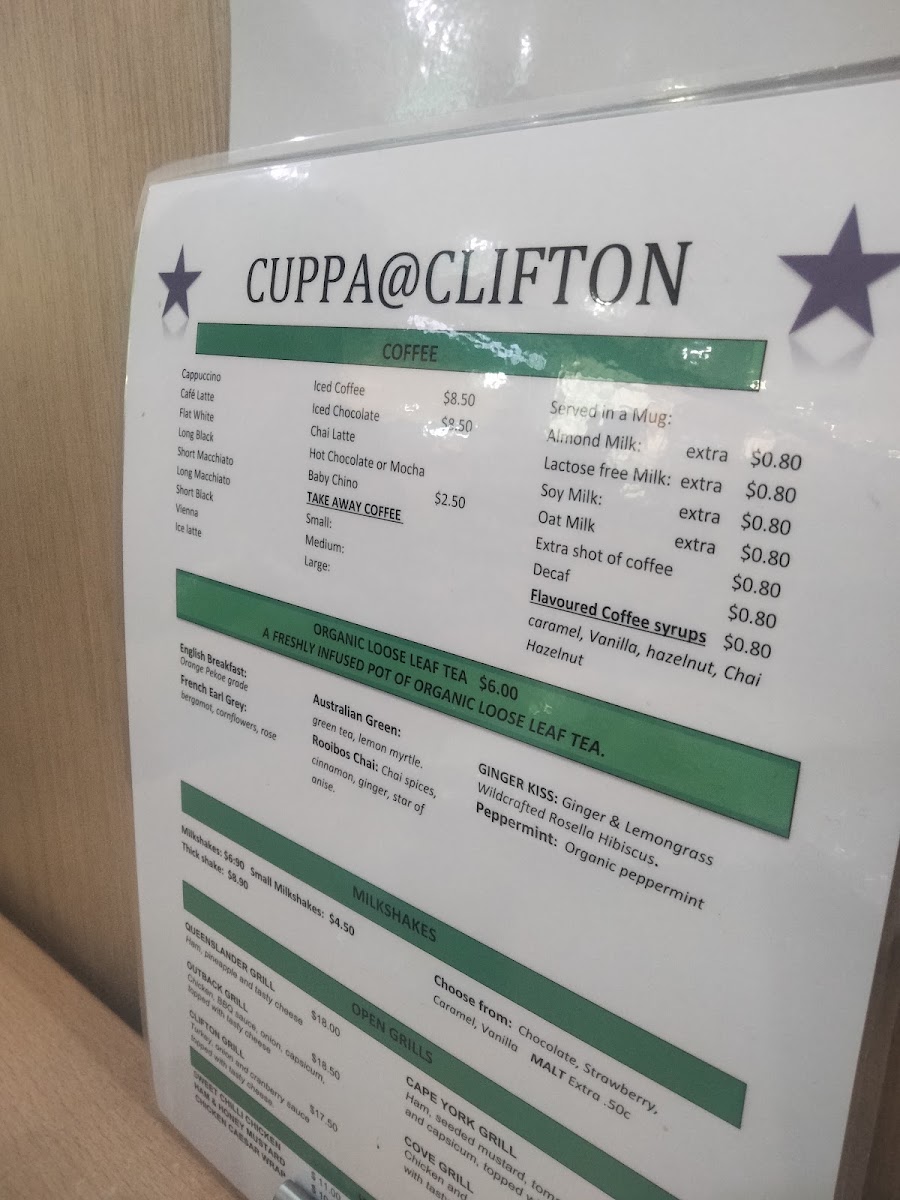 CUPPA@CLIFTON
COFFEE
Cappuccino
Café Latte
Flat White
Long Black
Short Macchiato
Long Macchiato
Short Black
Vienna
Ice latte
Iced Coffee $8.50
Iced Chocolate $8.50
Chai Latte
Hot Chocolate or Mocha
Baby Chino $2.50
TAKE AWAY COFFEE
Small:
Medium:
Large:
Served in a Mug:
Almond Milk: extra $0.80
Lactose free Milk: extra $0.80
Soy Milk: extra $0.80
Oat Milk extra $0.80
Extra shot of coffee $0.80
Decaf $0.80
Flavoured Coffee syrups $0.80
caramel, Vanilla, hazelnut, Chai
Hazelnut
ORGANIC LOOSE LEAF TEA $6.00
A FRESHLY INFUSED POT OF ORGANIC LOOSE LEAF TEA.
English Breakfast:
Orange Pekoe grade
French Earl Grey:
bergamot, cornflowers, rose
Australian Green:
green tea, lemon myrtle.
Rooibos Chai: Chai spices,
cinnamon, ginger, star of
anise.
GINGER KISS: Ginger & Lemongrass
Wildcrafted Rosella Hibiscus.
Peppermint: Organic peppermint
MILKSHAKES
Milkshakes: $6.90 Small Milkshakes: $4.50
Thick shake: $8.90
Choose from: Chocolate, Strawberry,
Caramel, Vanilla MALT Extra .50c
OPEN GRILLS
QUEENSLANDER GRILL
Ham, pineapple and tasty cheese $18.00
OUTBACK GRILL
Chicken, BBQ sauce, onion, capsicum,
topped with tasty cheese $18.50
CLIFTON GRILL
Turkey, onion and cranberry sauce
topped with tasty cheese. $17.50
CAPE YORK GRILL
Ham, seeded mustard,
and capsicum, topped
COVE GRILL
Chicken and
with
SWEET CHILLI CHICKEN
HAM & HONEY MUSTARD $11.00
CHICKEN CAESAR WRAP